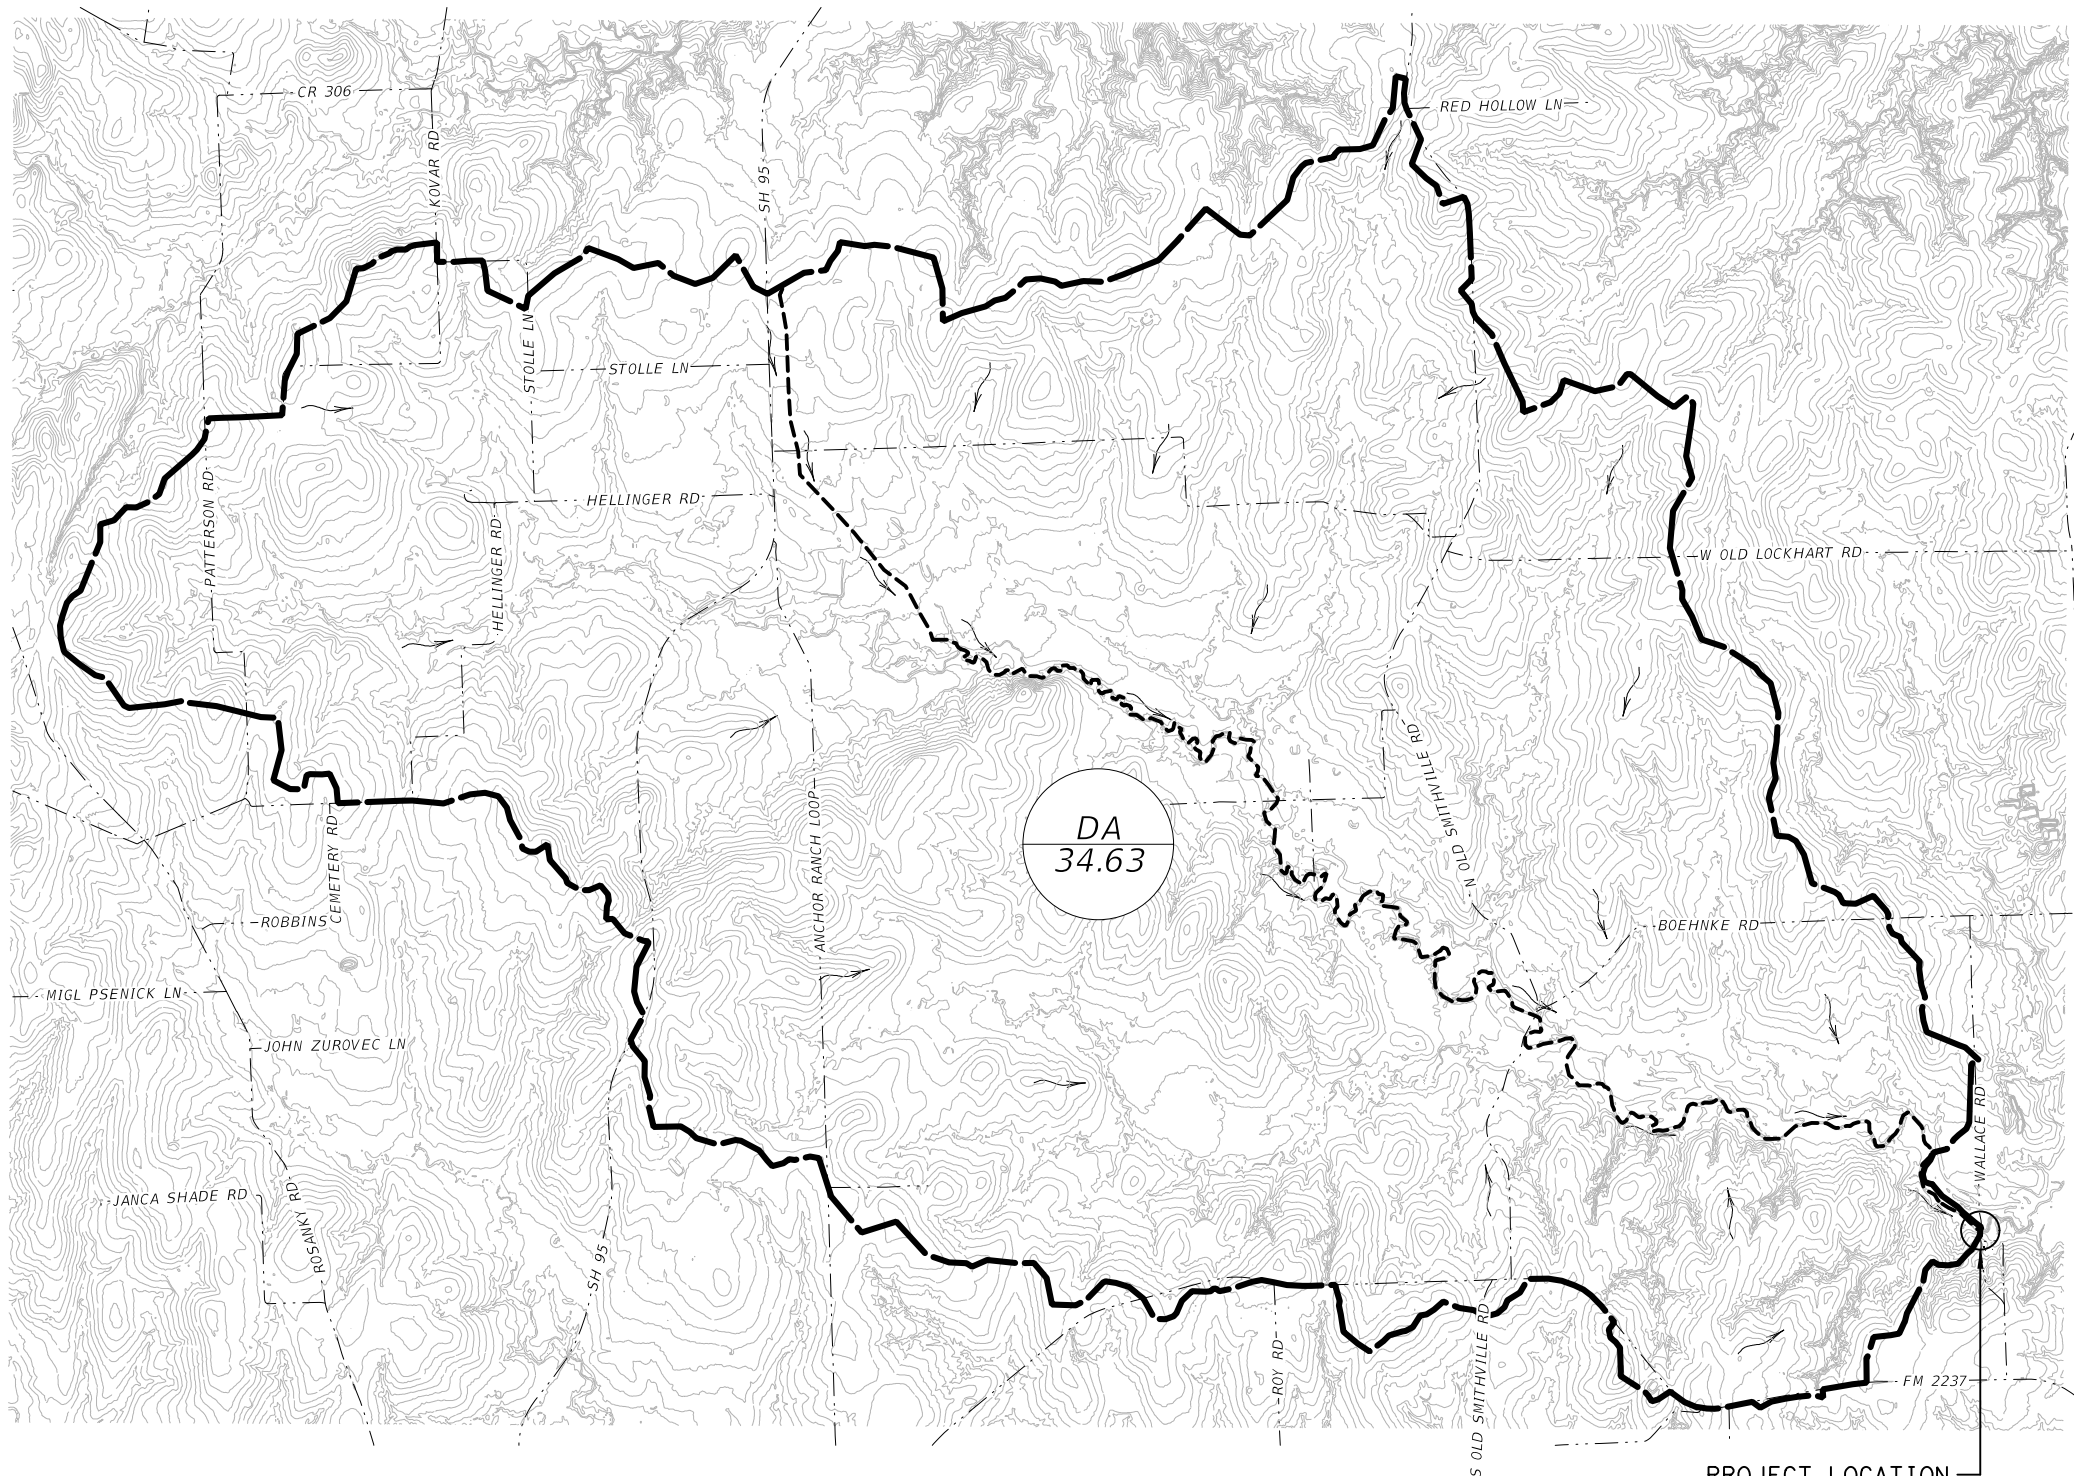 CR 306
KOVAR RD
SH 95
RED HOLLOW LN
STOLLE LN
STOLLE LN
PATTERSON RD
HELLINGER RD
HELLINGER RD
W OLD LOCKHART RD
N OLD SMITHVILLE RD
ANCHOR RANCH LOOP
DA
34.63
CEMETERY RD
ROBBINS
BOEHNKE RD
MIGL PSENICK LN
JOHN ZUROVEC LN
WALLACE RD
JANCA SHADE RD
ROSANKY RD
SH 95
ROY RD
S OLD SMITHVILLE RD
FM 2237
PROJECT LOCATION